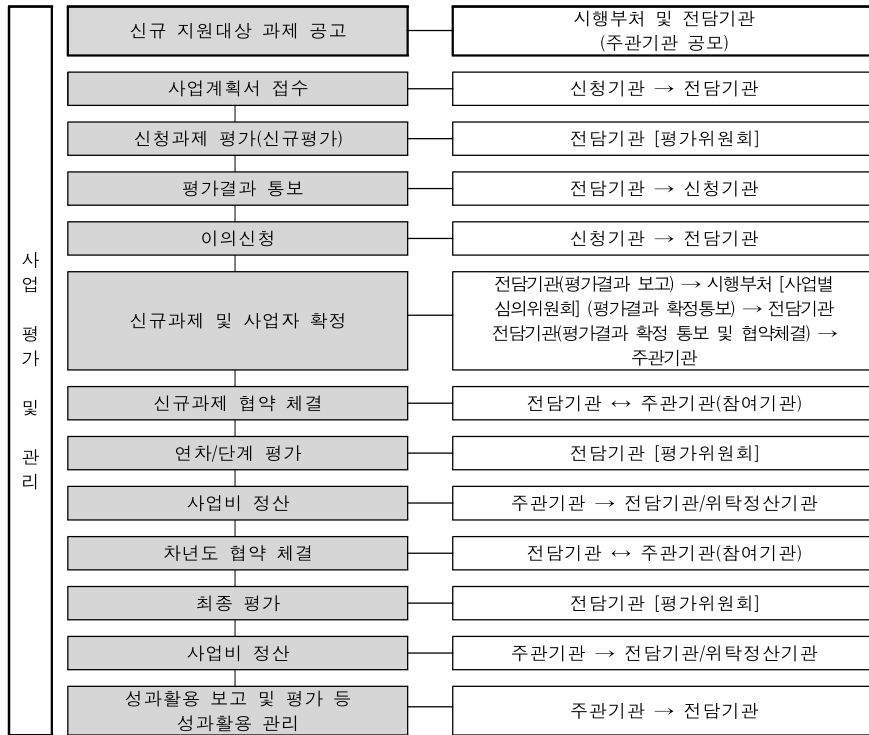 사업 평가 및 관리
신규 지원대상 과제 공고
시행부처 및 전담기관
(주관기관 공모)
사업계획서 접수
신청기관 → 전담기관
신청과제 평가(신규평가)
전담기관 [평가위원회]
평가결과 통보
전담기관 → 신청기관
이의신청
신청기관 → 전담기관
신규과제 및 사업자 확정
전담기관(평가결과 보고) → 시행부처 [사업별
심의위원회] (평가결과 확정통보) → 전담기관
전담기관(평가결과 확정 통보 및 협약체결) →
주관기관
신규과제 협약 체결
전담기관 ↔ 주관기관(참여기관)
연차/단계 평가
전담기관 [평가위원회]
사업비 정산
주관기관 → 전담기관/위탁정산기관
차년도 협약 체결
전담기관 ↔ 주관기관(참여기관)
최종 평가
전담기관 [평가위원회]
사업비 정산
주관기관 → 전담기관/위탁정산기관
성과활용 보고 및 평가 등
성과활용 관리
주관기관 → 전담기관